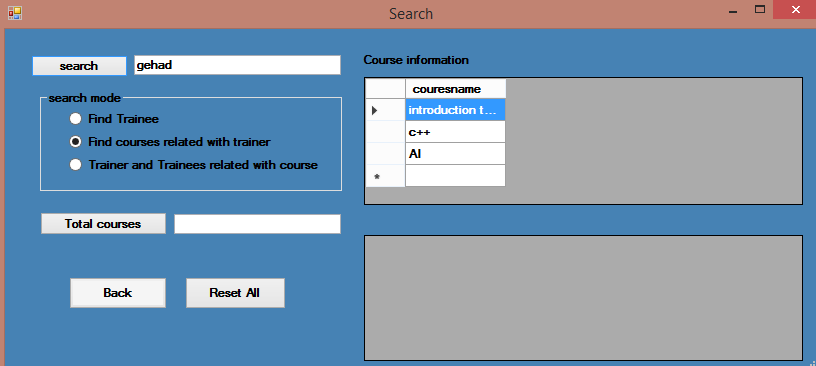 Search
search
gehad
search mode
Find Trainee
Find courses related with trainer
Trainer and Trainees related with course
Total courses
Back
Reset All
Course information
couresname
introduction t...
c++
AI